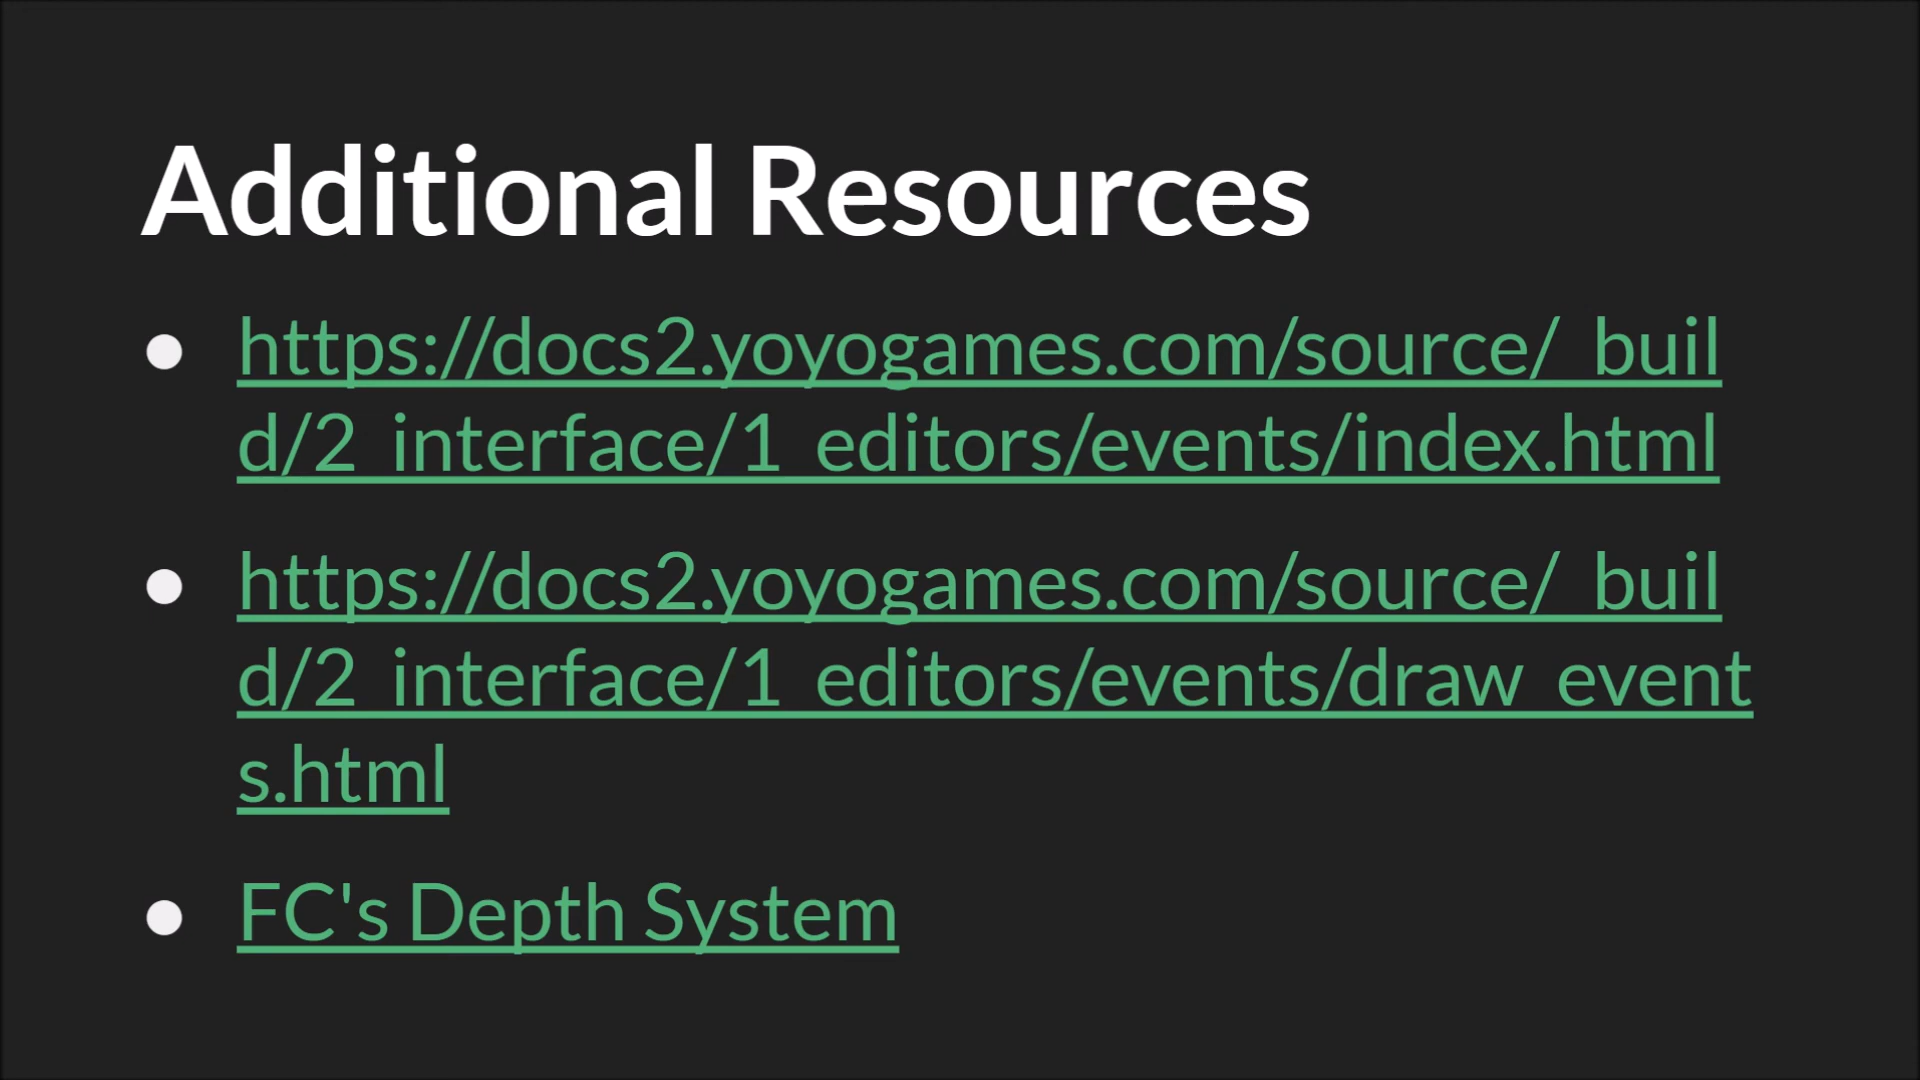 Additional Resources
https://docs2.yoyogames.com/source/_buil
d/2_interface/1_editors/events/index.html
https://docs2.yoyogames.com/source/_buil
d/2_interface/1_editors/events/draw_event
s.html
FC's Depth System